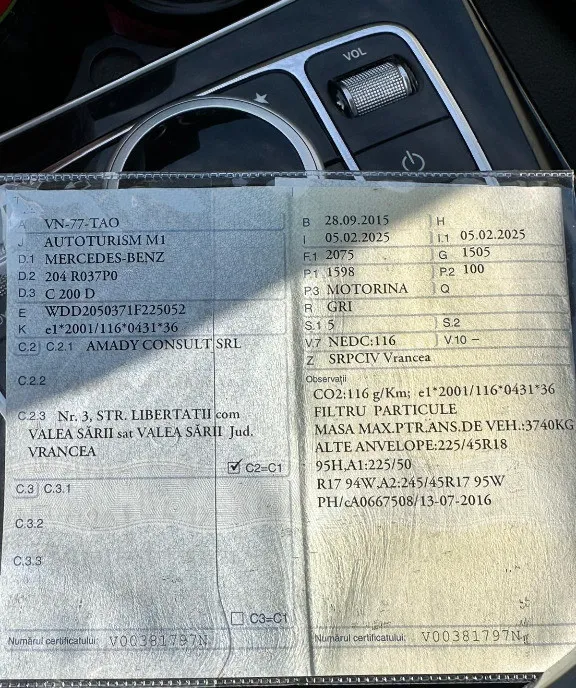 VOL
A VN-77-TAO
J AUTOTURISM M1
D.1 MERCEDES-BENZ
D.2 204 R037P0
D.3 C 200 D
E WDD2050371F225052
K e1*2001/116*0431*36
C.2 C.2.1 AMADY CONSULT SRL
C.2.2
C.2.3 Nr. 3, STR. LIBERTATII com
VALEA SĂRII sat VALEA SĂRII Jud.
VRANCEA
C2=C1
C.3 C.3.1
C.3.2
C.3.3
C3=C1
Numărul certificatului: V00381797N
B 28.09.2015 H
I 05.02.2025 I.1 05.02.2025
F.1 2075 G 1505
P.1 1598 P.2 100
P.3 MOTORINA Q
R GRI
S.1 5 S.2
V.7 NEDC:116 V.10 –
Z SRPCIV Vrancea
Observații
CO2:116 g/Km; e1*2001/116*0431*36
FILTRU PARTICULE
MASA MAX.PTR.ANS.DE VEH.:3740KG
ALTE ANVELOPE:225/45R18
95H,A1:225/50
R17 94W,A2:245/45R17 95W
PH/cA0667508/13-07-2016
Numărul certificatului: V00381797N